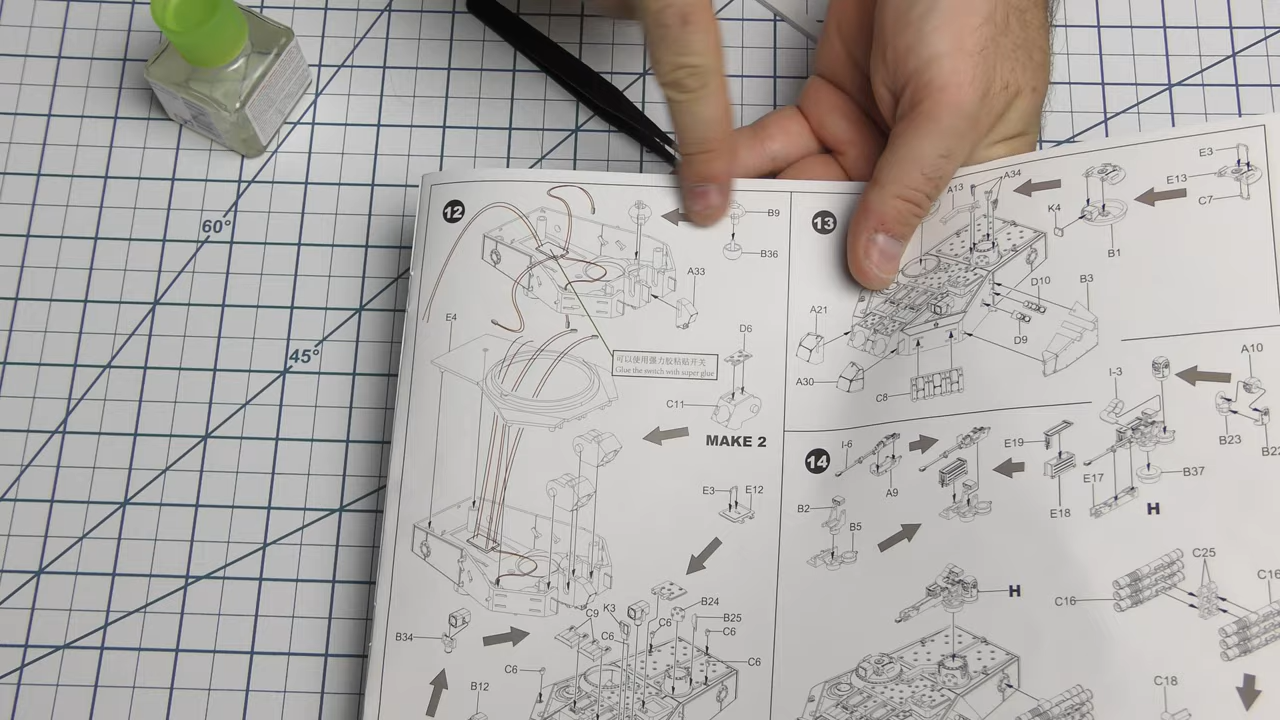 60°
45°
12
B9
B36
A33
E4
可以使用强力胶粘贴开关
Glue the switch with super glue
D6
C11
MAKE 2
E3
E12
B24
B25
C9
K3
C6
C6
C6
C6
C6
B34
B12
13
A13
A34
K4
E3
E13
C7
B1
D10
B3
A21
D9
A30
C8
14
I-6
A9
E19
E18
B2
B5
I-3
A10
B23
B22
B37
E17
H
H
C25
C16
C16
C18